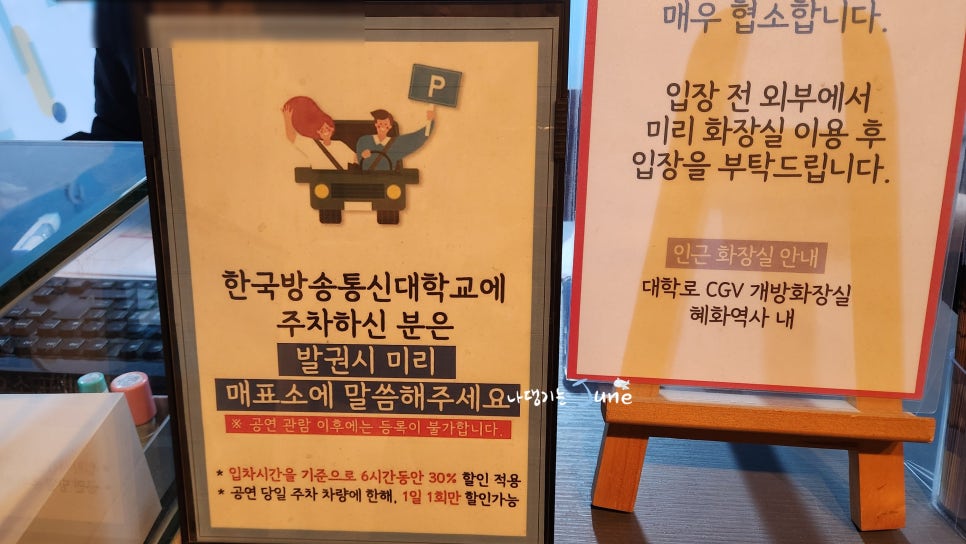 P
한국방송통신대학교에
주차하신 분은
발권시 미리
매표소에 말씀해주세요
※ 공연 관람 이후에는 등록이 불가합니다.
* 입차시간을 기준으로 6시간동안 30% 할인 적용
* 공연 당일 주차 차량에 한해, 1일 1회만 할인가능
매우 협소합니다.
입장 전 외부에서
미리 화장실 이용 후
입장을 부탁드립니다.
인근 화장실 안내
대학로 CGV 개방화장실
혜화역사 내
une